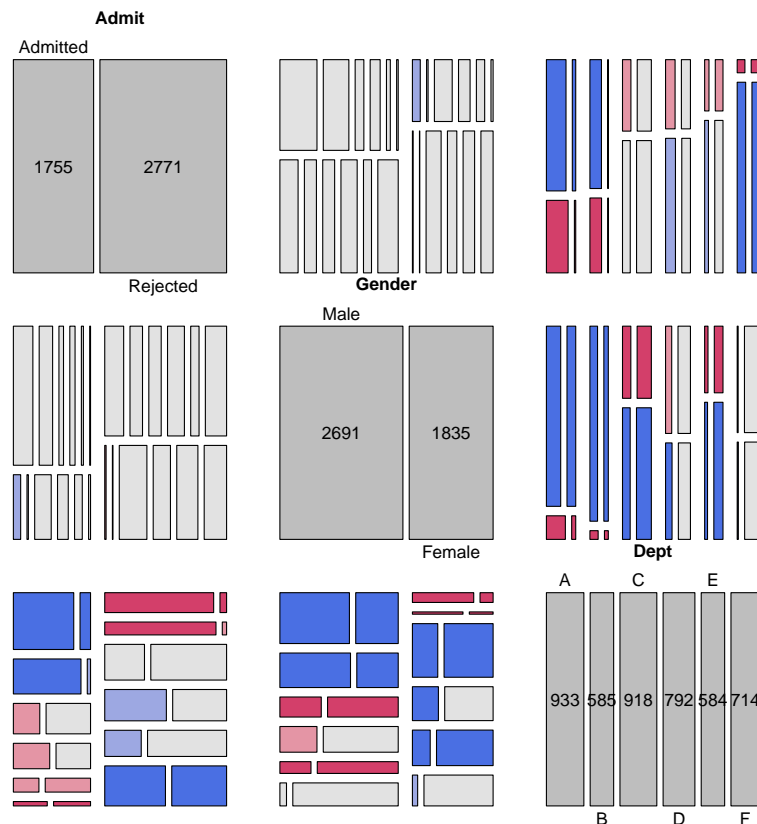 Admit
Admitted
1755
2771
Rejected
Gender
Male
2691
1835
Female
Dept
A
C
E
933
585
918
792
584
714
B
D
F